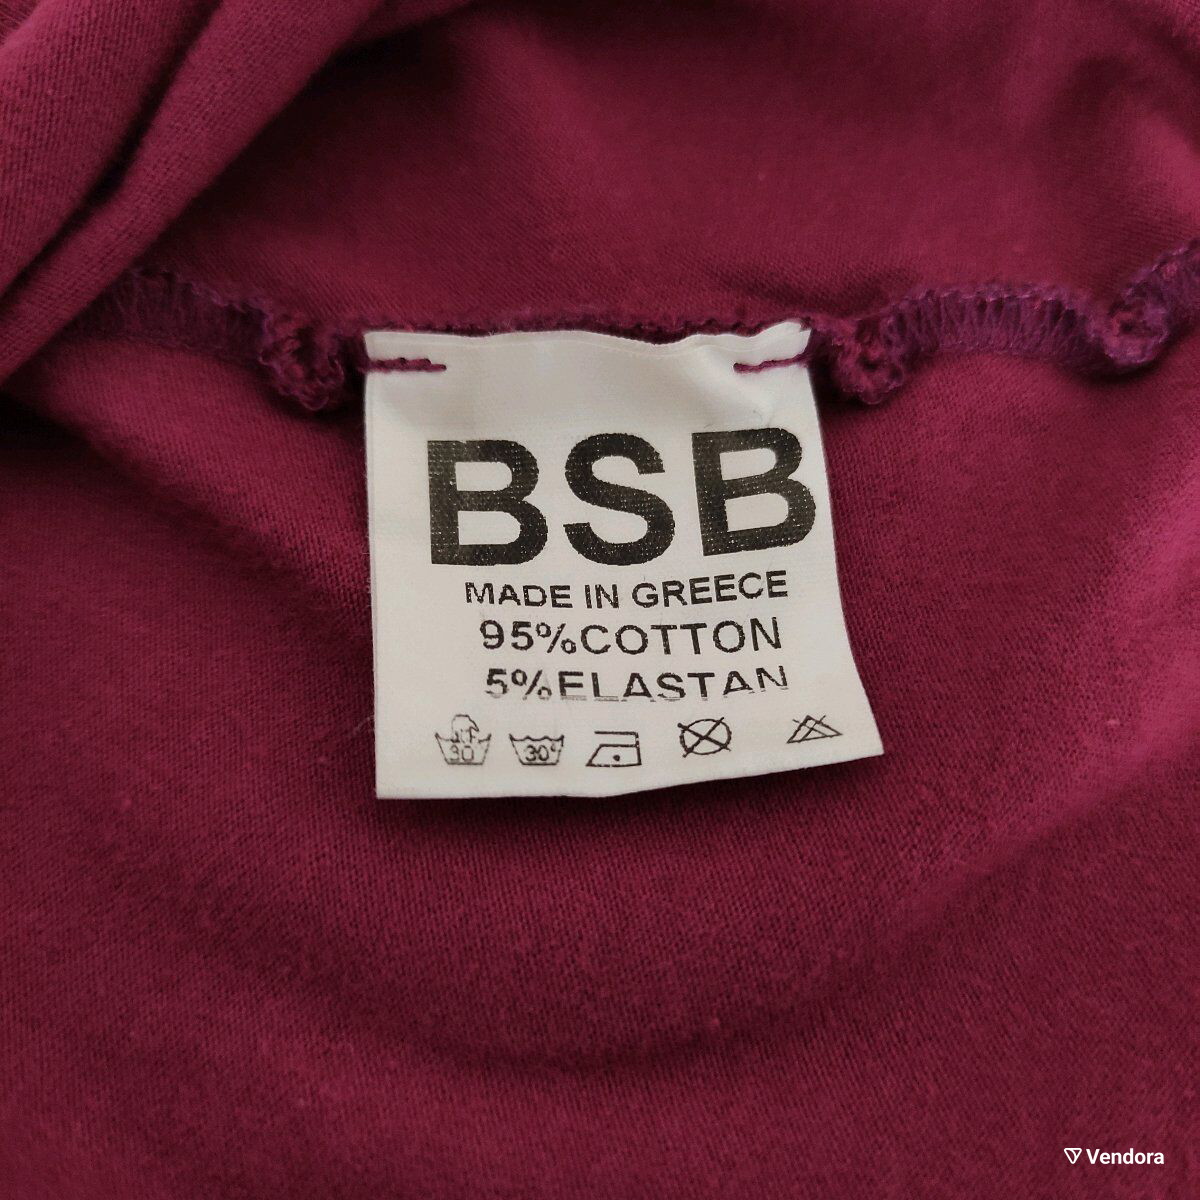 BSB
MADE IN GREECE
95%COTTON
5%ELASTAN
30 30°
Vendora